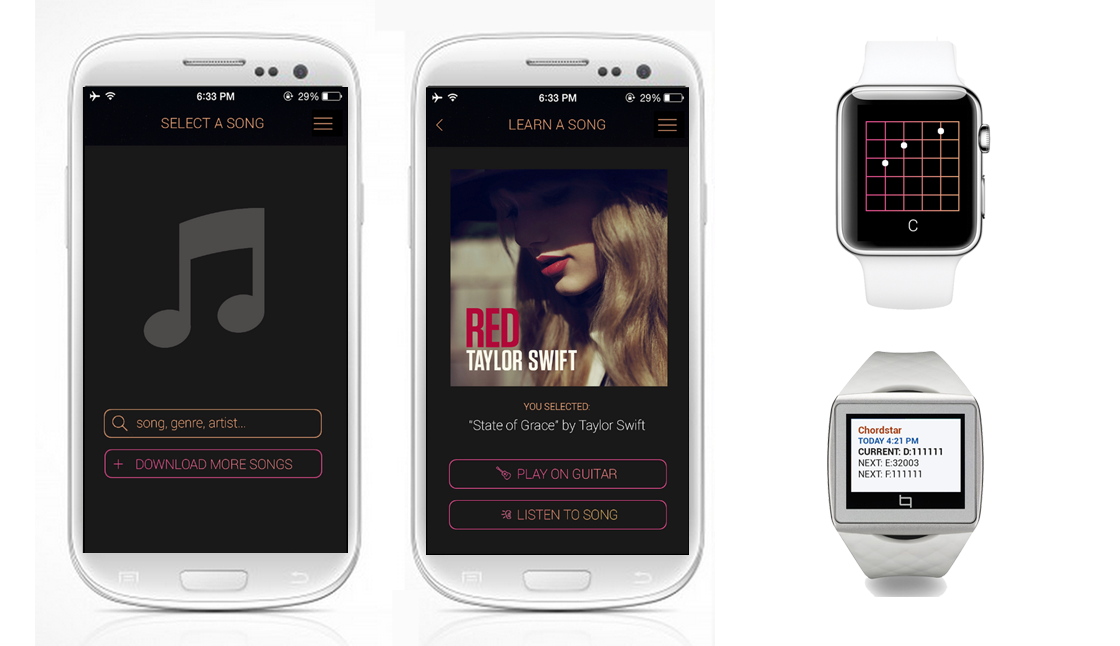 6:33 PM
29%
SELECT A SONG
song, genre, artist...
+ DOWNLOAD MORE SONGS
6:33 PM
29%
LEARN A SONG
RED
TAYLOR SWIFT
YOU SELECTED:
“State of Grace” by Taylor Swift
PLAY ON GUITAR
LISTEN TO SONG
C
Chordstar
TODAY 4:21 PM
CURRENT: D:111111
NEXT: E:32003
NEXT: F:111111